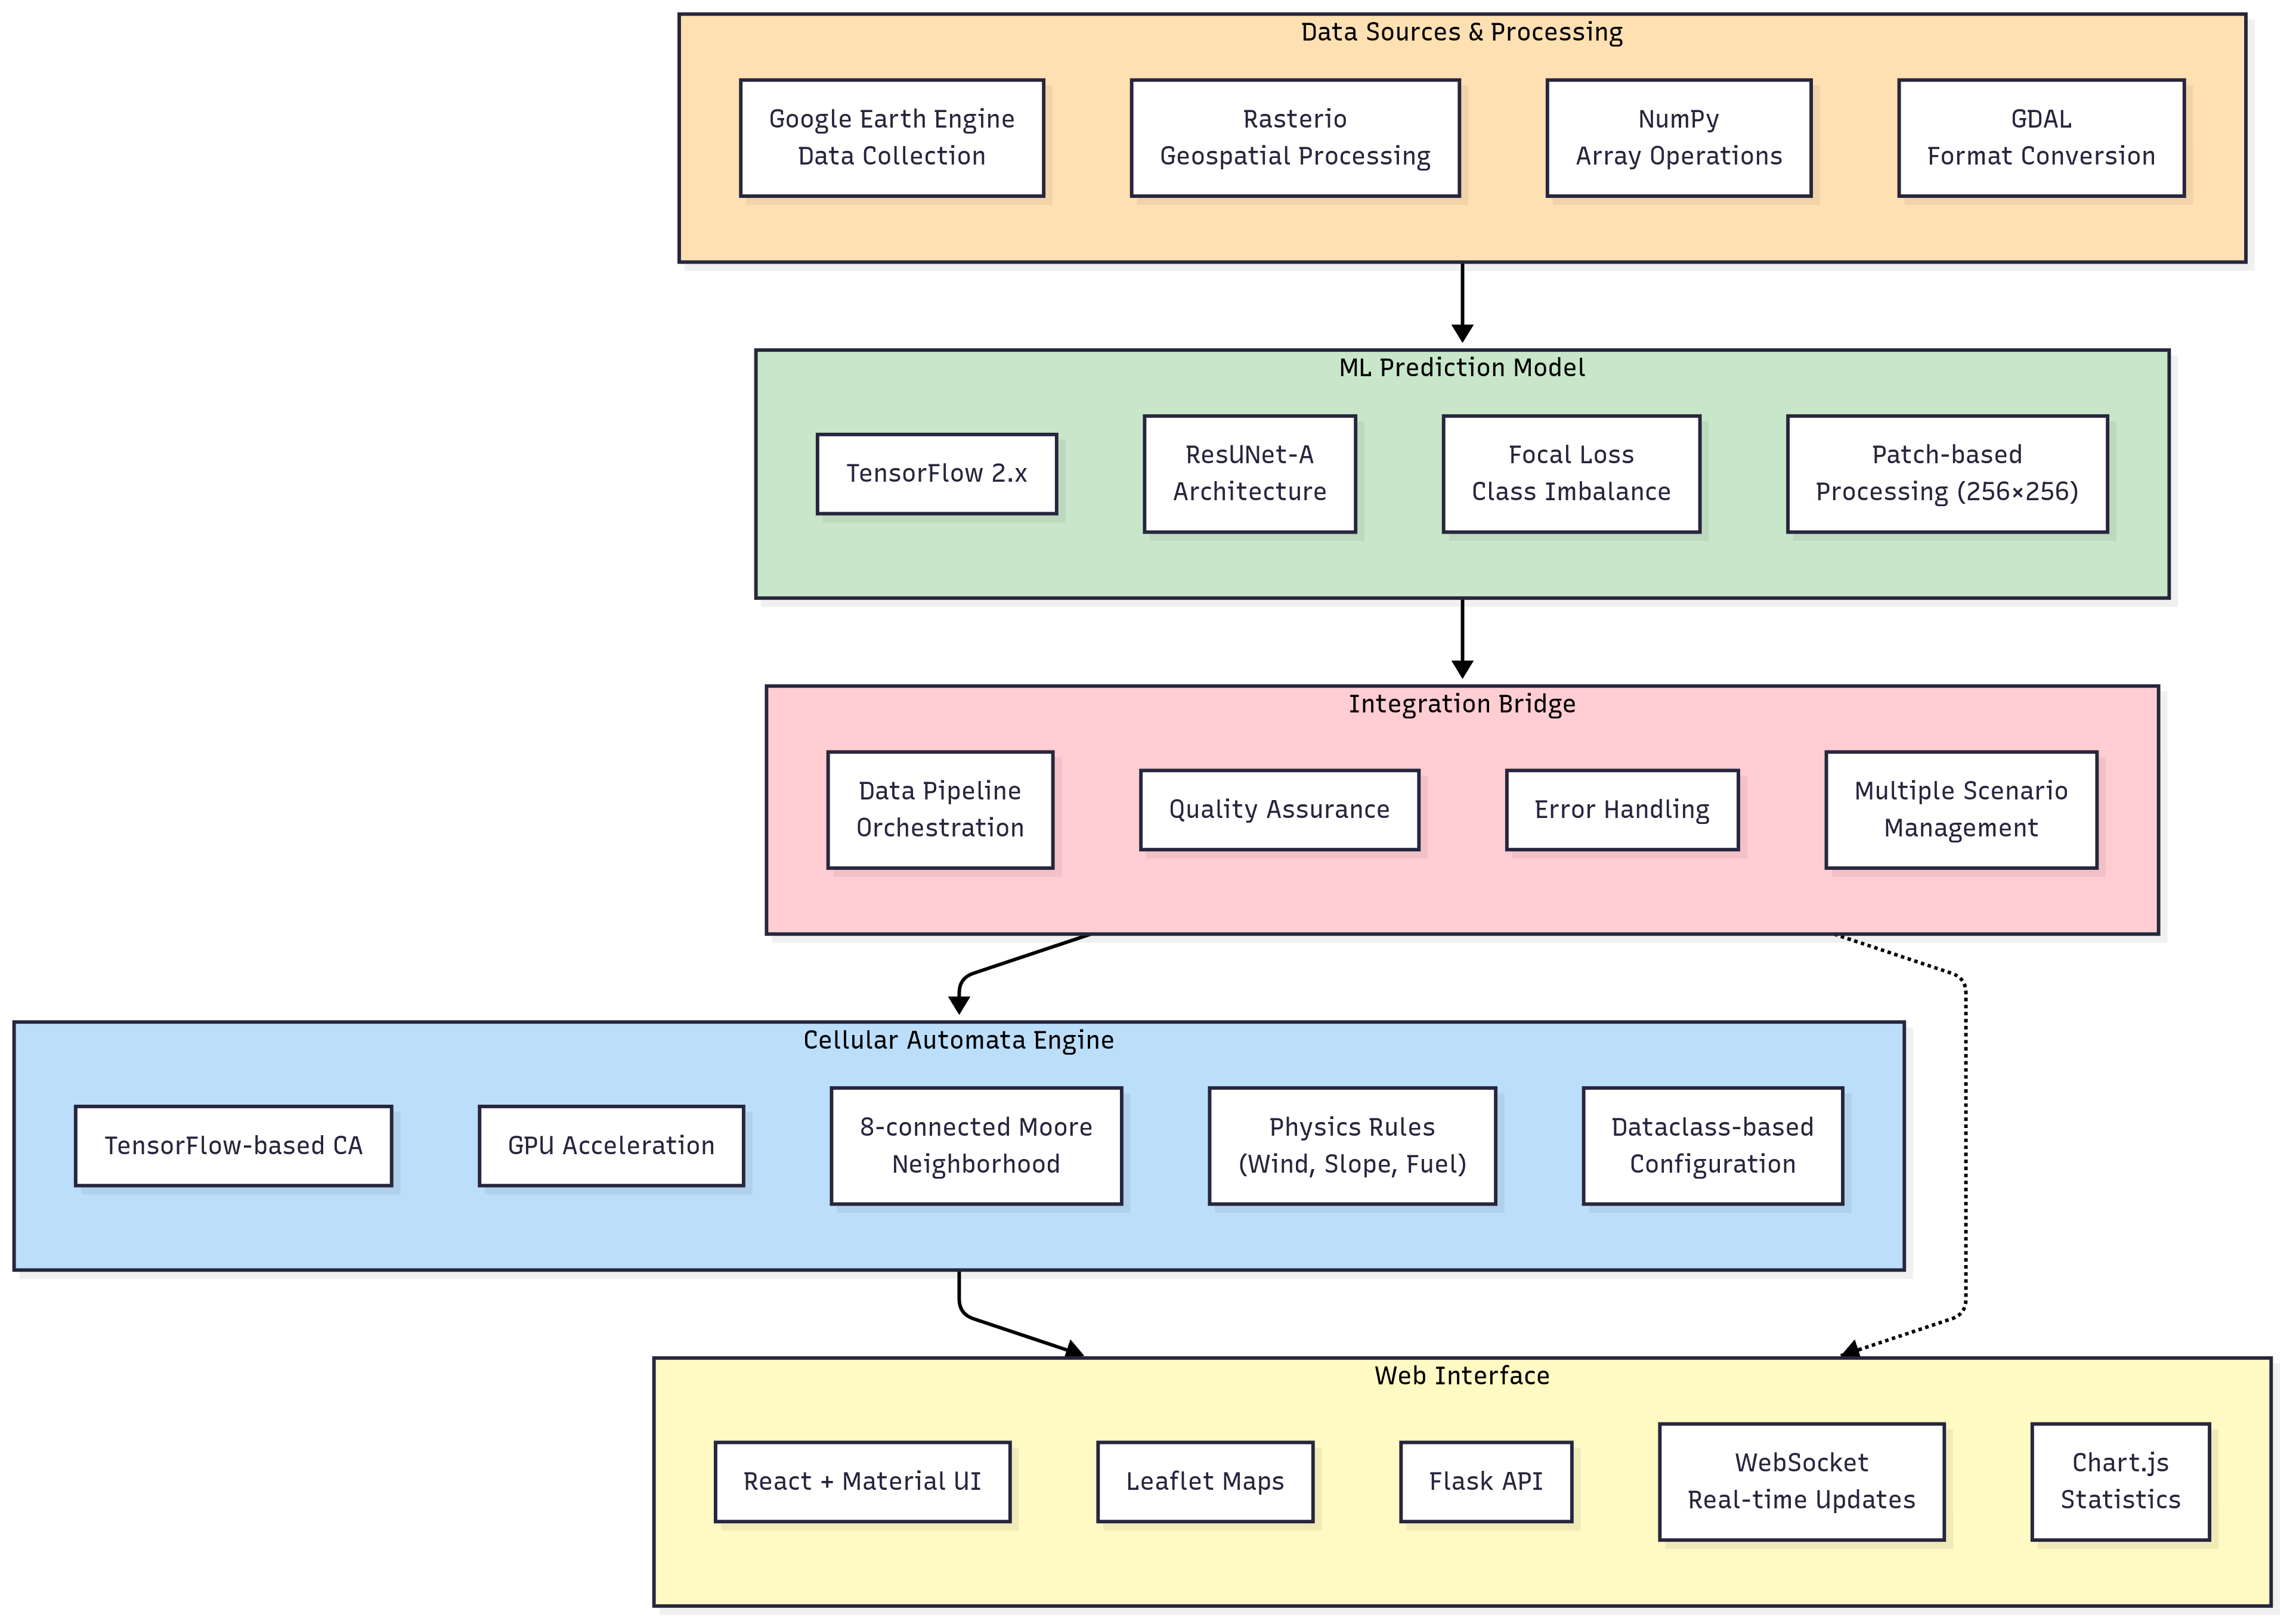 Data Sources & Processing
Google Earth Engine
Data Collection
Rasterio
Geospatial Processing
NumPy
Array Operations
GDAL
Format Conversion
ML Prediction Model
TensorFlow 2.x
ResUNet-A
Architecture
Focal Loss
Class Imbalance
Patch-based
Processing (256×256)
Integration Bridge
Data Pipeline
Orchestration
Quality Assurance
Error Handling
Multiple Scenario
Management
Cellular Automata Engine
TensorFlow-based CA
GPU Acceleration
8-connected Moore
Neighborhood
Physics Rules
(Wind, Slope, Fuel)
Dataclass-based
Configuration
Web Interface
React + Material UI
Leaflet Maps
Flask API
WebSocket
Real-time Updates
Chart.js
Statistics